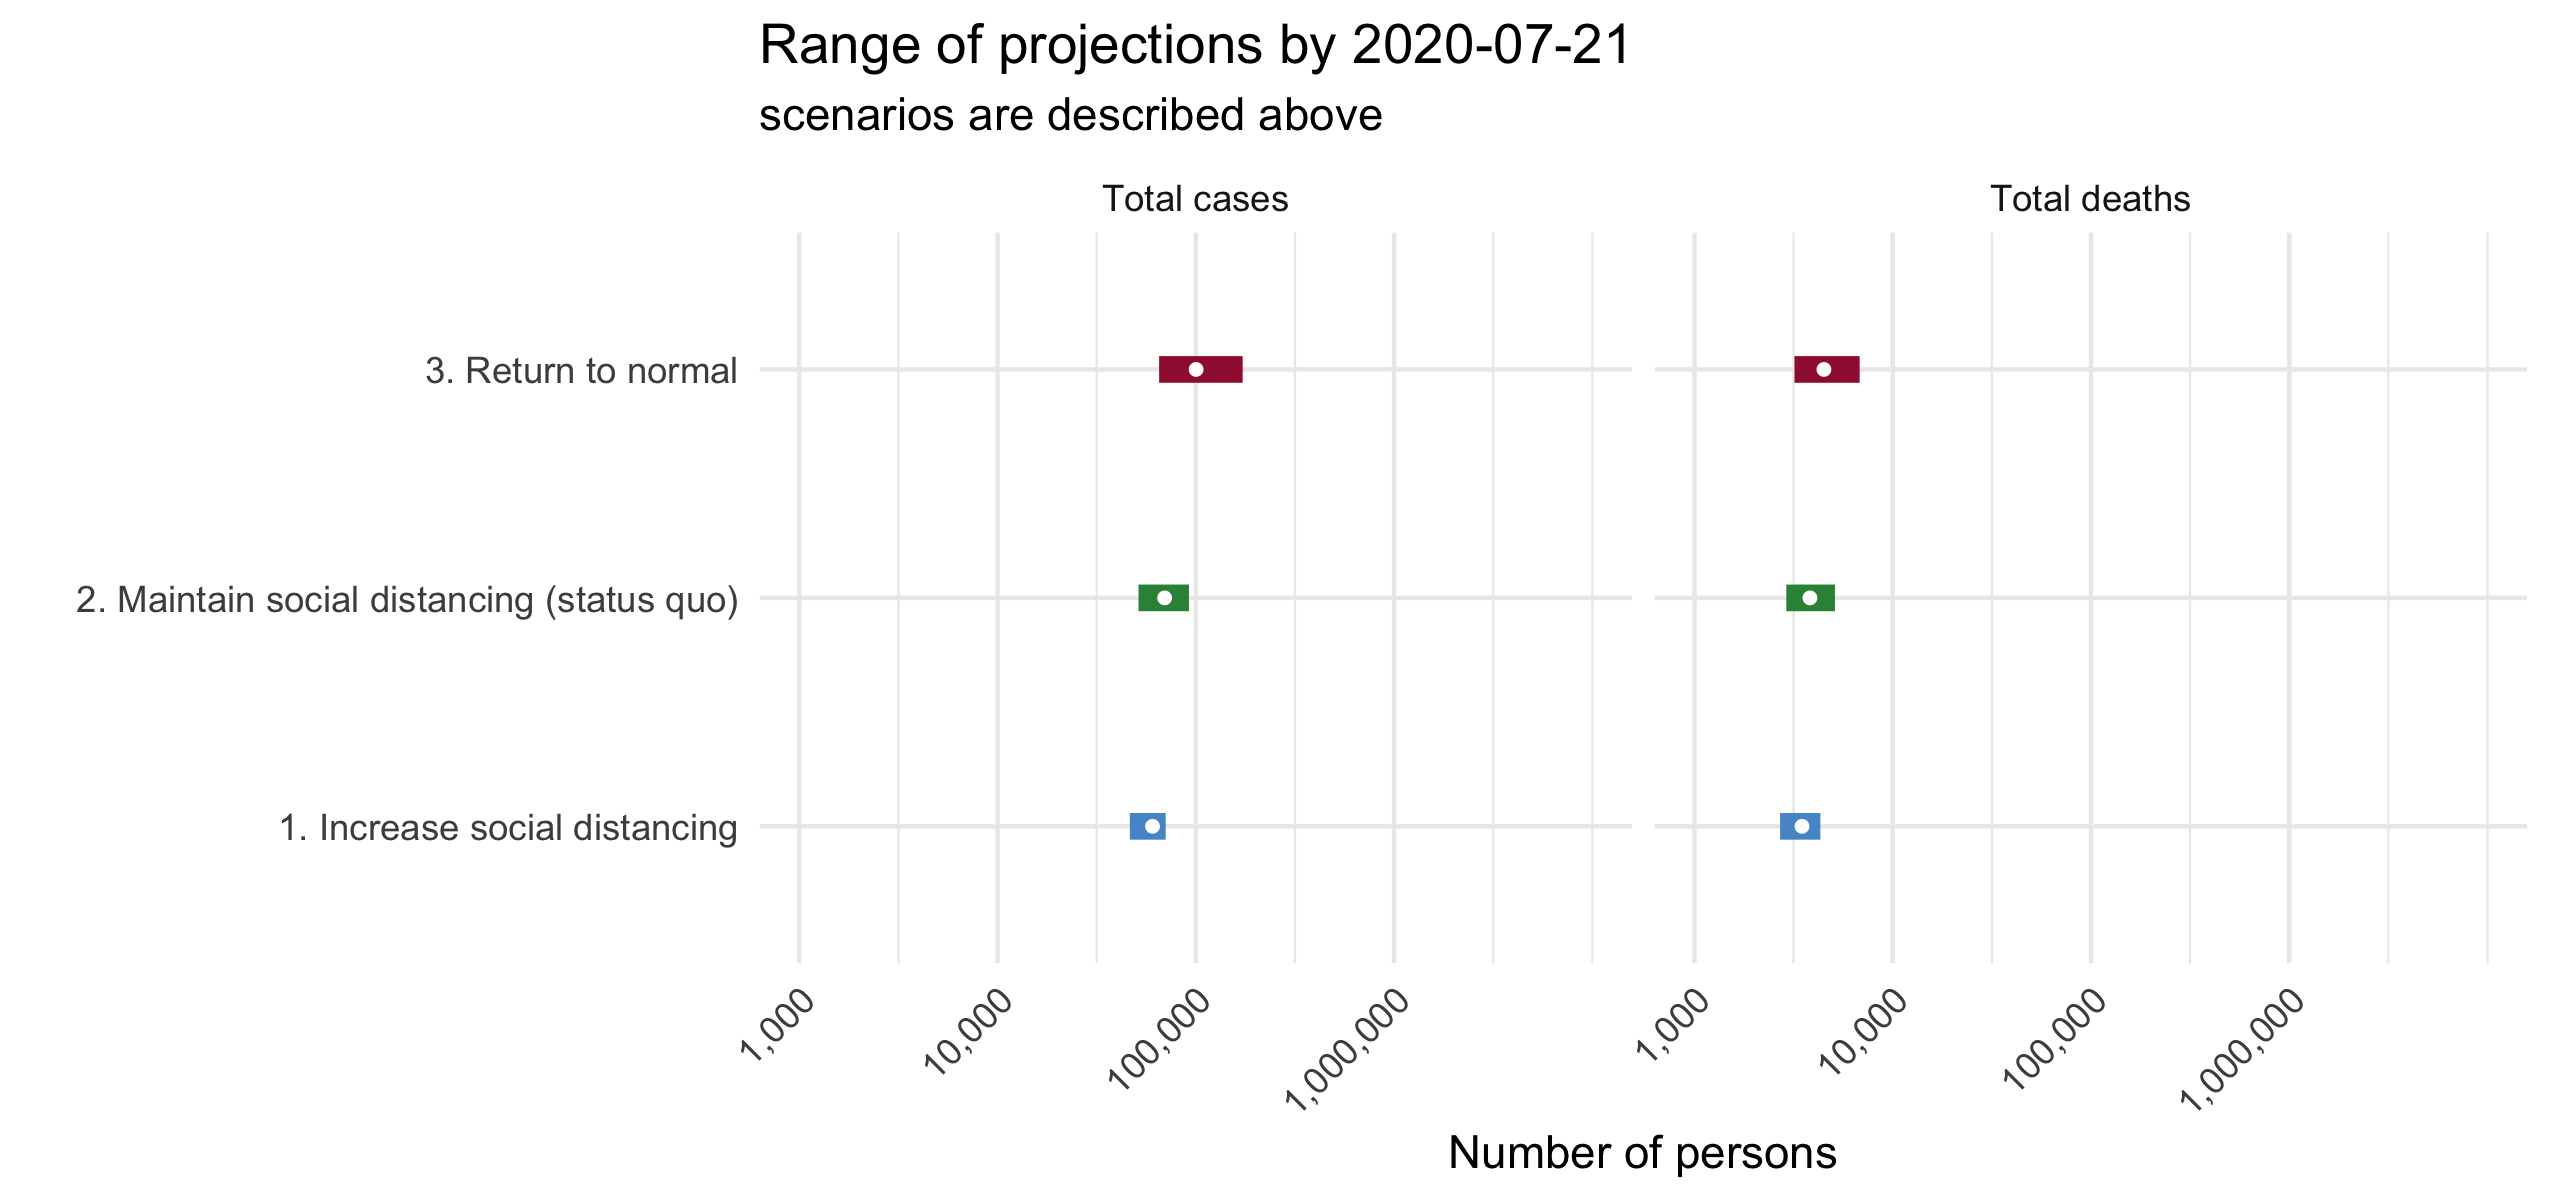 Range of projections by 2020-07-21
scenarios are described above
Total cases
Total deaths
3. Return to normal
2. Maintain social distancing (status quo)
1. Increase social distancing
1,000
10,000
100,000
1,000,000
1,000
10,000
100,000
1,000,000
Number of persons